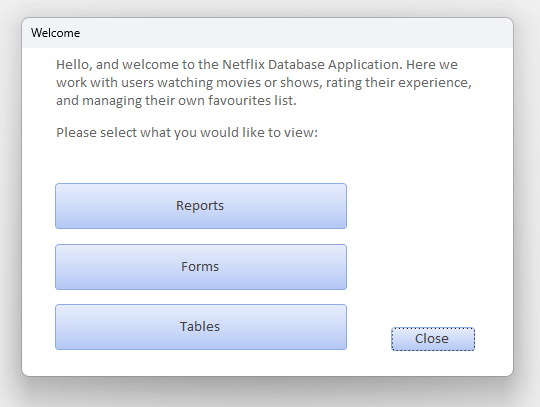 Welcome
Hello, and welcome to the Netflix Database Application. Here we
work with users watching movies or shows, rating their experience,
and managing their own favourites list.
Please select what you would like to view:
Reports
Forms
Tables
Close